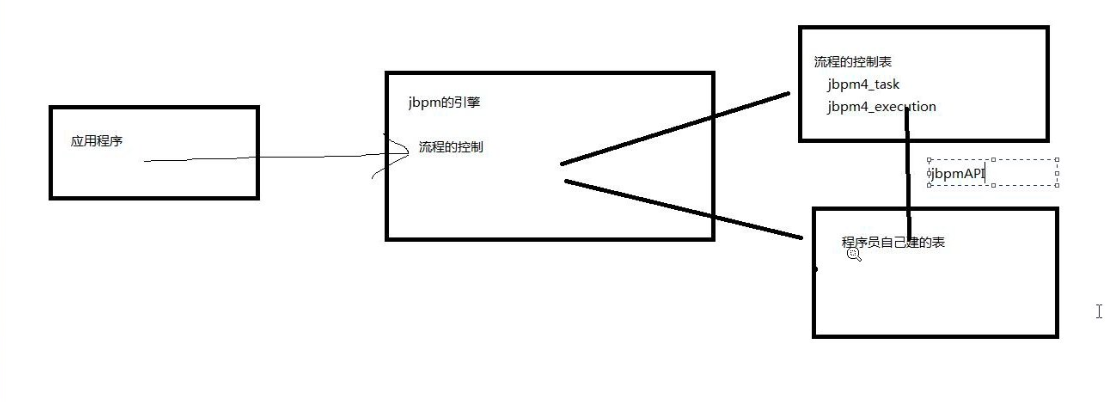 应用程序
jbpm的引擎
流程的控制
流程的控制表
jbpm4_task
jbpm4_execution
jbpmAPI
程序员自己建的表